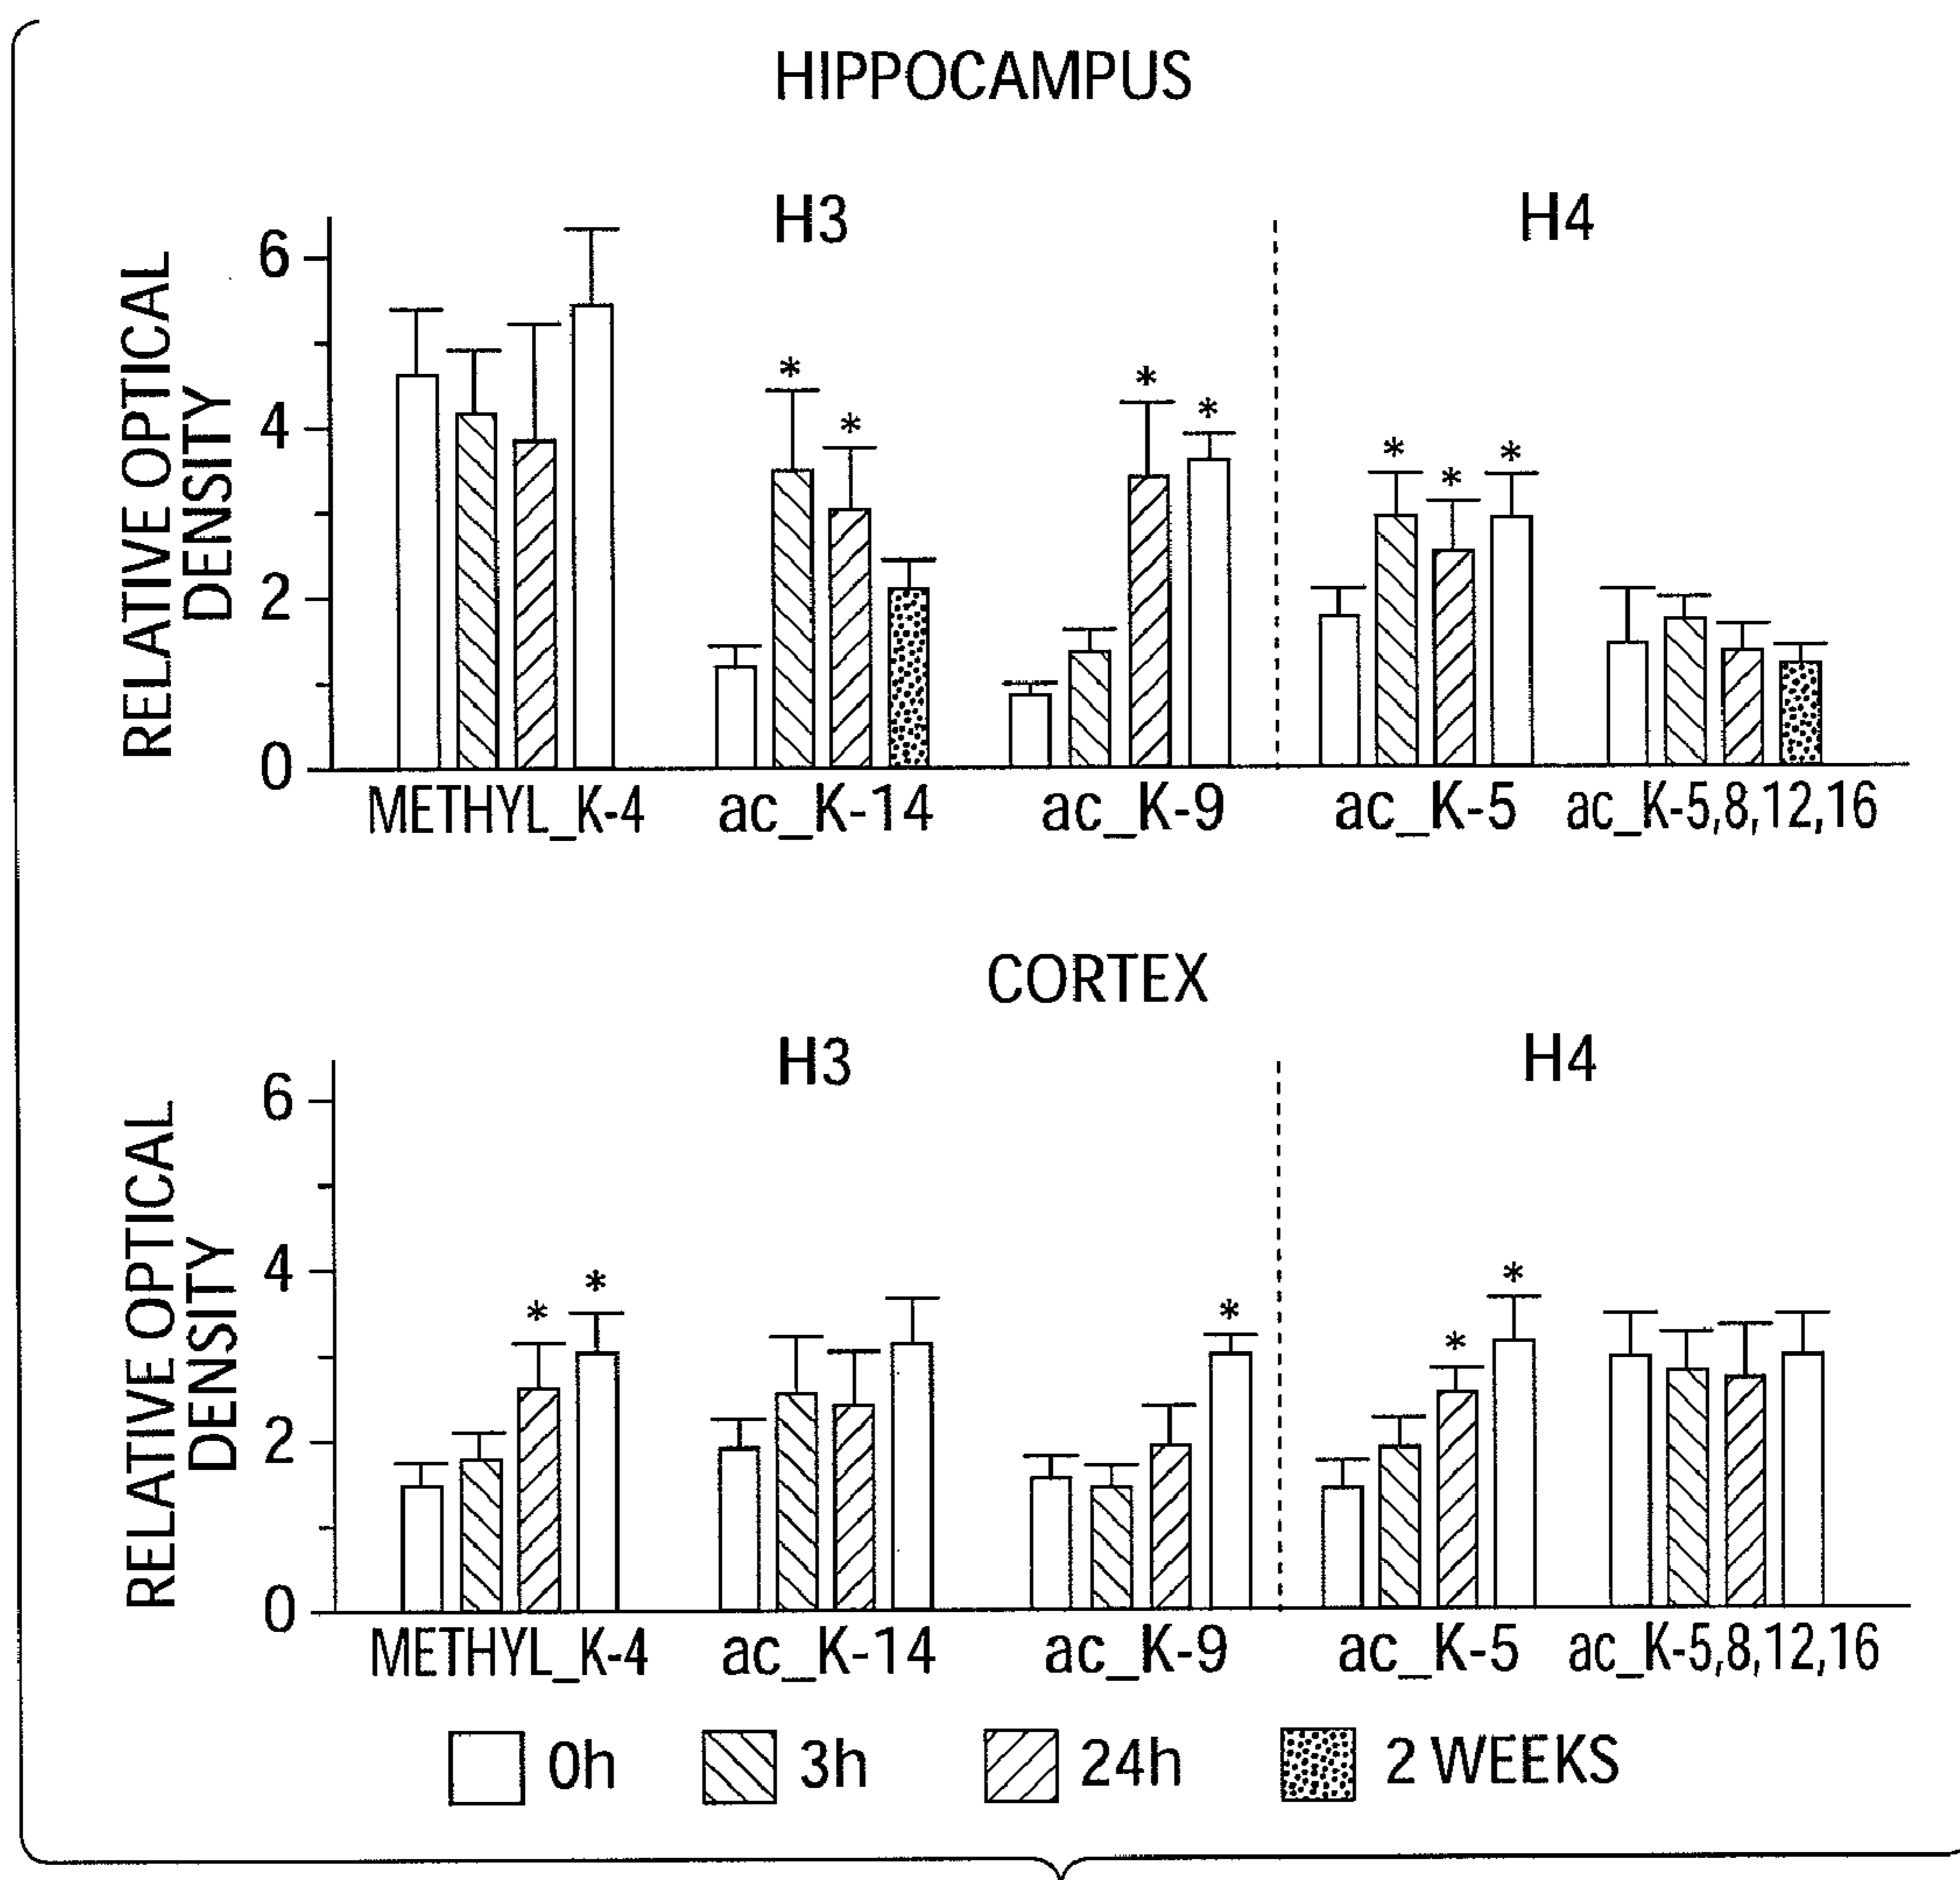 HIPPOCAMPUS
H3
H4
RELATIVE OPTICAL
DENSITY
6
4
2
0
*
*
*
*
*
*
*
METHYL_K-4
ac_K-14
ac_K-9
ac_K-5
ac_K-5,8,12,16
CORTEX
H3
H4
RELATIVE OPTICAL
DENSITY
6
4
2
0
*
*
*
*
*
METHYL_K-4
ac_K-14
ac_K-9
ac_K-5
ac_K-5,8,12,16
0h
3h
24h
2 WEEKS